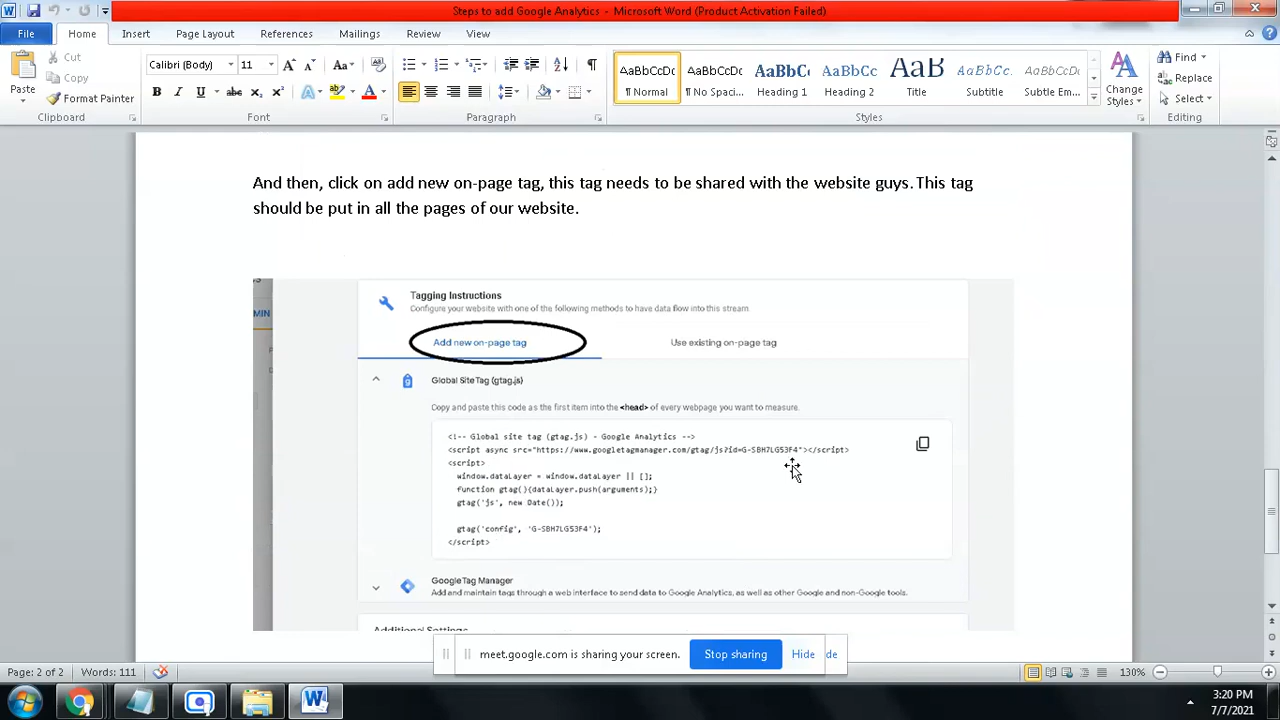 Steps to add Google Analytics - Microsoft Word (Product Activation Failed)
File Home Insert Page Layout References Mailings Review View
Cut
Copy
Format Painter
Paste
Clipboard
Calibri (Body) 11
Font
Paragraph
AaBbCcDc AaBbCcDc AaBbCc AaBbCc AaB AaBbCc. AaBbCcDc
¶ Normal ¶ No Spaci... Heading 1 Heading 2 Title Subtitle Subtle Em...
Change
Styles
Styles
Find
Replace
Select
Editing
And then, click on add new on-page tag, this tag needs to be shared with the website guys. This tag
should be put in all the pages of our website.
MIN
Tagging Instructions
Configure your website with one of the following methods to have data flow into this stream
Add new on-page tag Use existing on-page tag
Global Site Tag (gtag.js)
Copy and paste this code as the first item into the <head> of every webpage you want to measure.
<!-- Global site tag (gtag.js) - Google Analytics -->
<script async src="https://www.googletagmanager.com/gtag/js?id=G-SBH7LG53F4"></script>
<script>
window.dataLayer = window.dataLayer || [];
function gtag(){dataLayer.push(arguments);}
gtag('js', new Date());
gtag('config', 'G-SBH7LG53F4');
</script>
Google Tag Manager
Add and maintain tags through a web interface to send data to Google Analytics, as well as other Google and non-Google tools.
Additional Settings
meet.google.com is sharing your screen. Stop sharing Hide de
Page: 2 of 2 Words: 111 130%
3:20 PM
7/7/2021